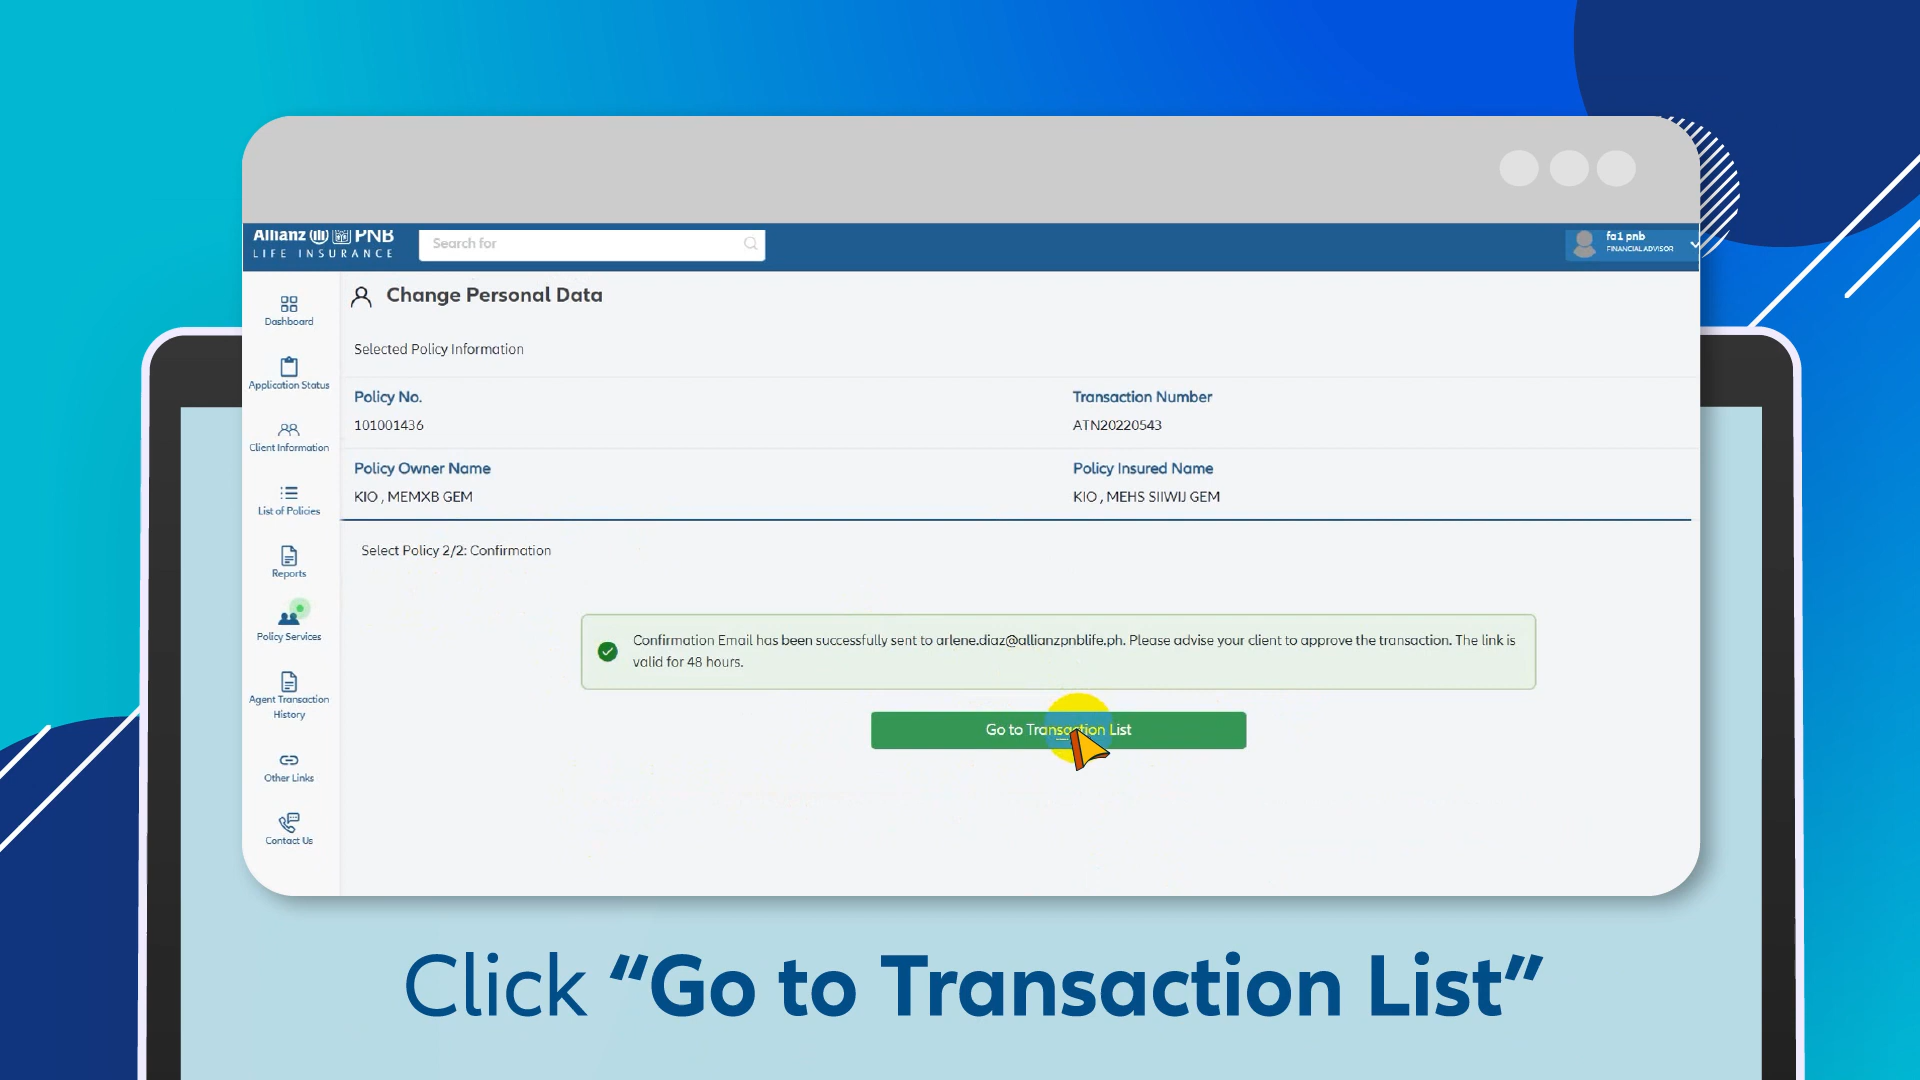 Allianz PNB
LIFE INSURANCE
Search for
fa1 pnb
FINANCIAL ADVISOR
Dashboard
Application Status
Client Information
List of Policies
Reports
Policy Services
Agent Transaction
History
Other Links
Contact Us
Change Personal Data
Selected Policy Information
Policy No.
101001436
Transaction Number
ATN20220543
Policy Owner Name
KIO , MEMXB GEM
Policy Insured Name
KIO , MEHS SIIWIJ GEM
Select Policy 2/2: Confirmation
Confirmation Email has been successfully sent to arlene.diaz@allianzpnblife.ph. Please advise your client to approve the transaction. The link is
valid for 48 hours.
Go to Transaction List
Click “Go to Transaction List”